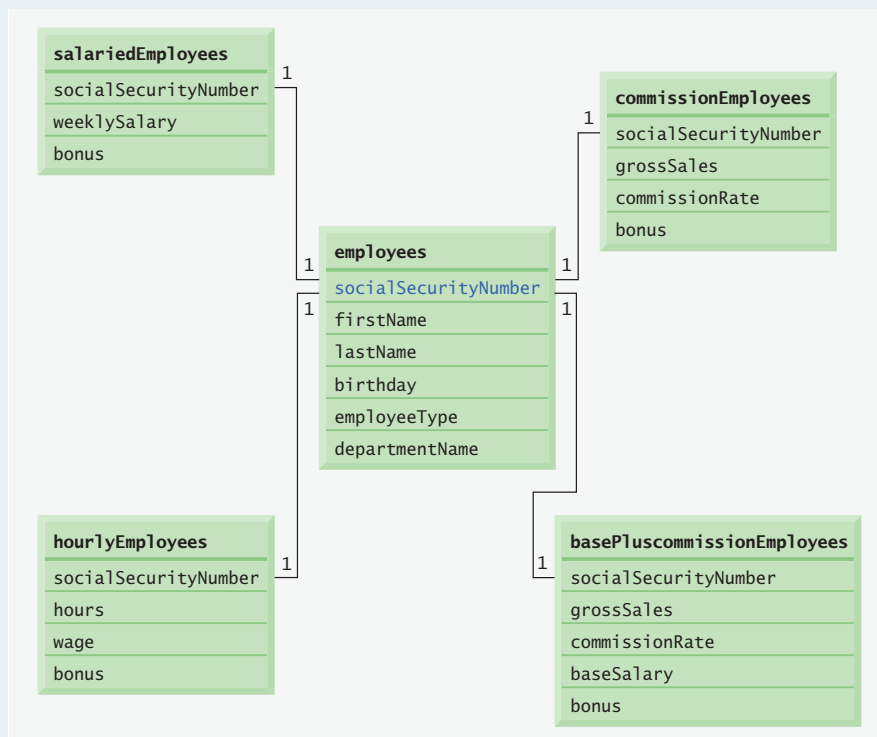 salariedEmployees
socialSecurityNumber
weeklySalary
bonus
1
commissionEmployees
socialSecurityNumber
grossSales
commissionRate
bonus
1
employees
socialSecurityNumber
firstName
lastName
birthday
employeeType
departmentName
1
1
1
1
hourlyEmployees
socialSecurityNumber
hours
wage
bonus
1
basePluscommissionEmployees
socialSecurityNumber
grossSales
commissionRate
baseSalary
bonus
1